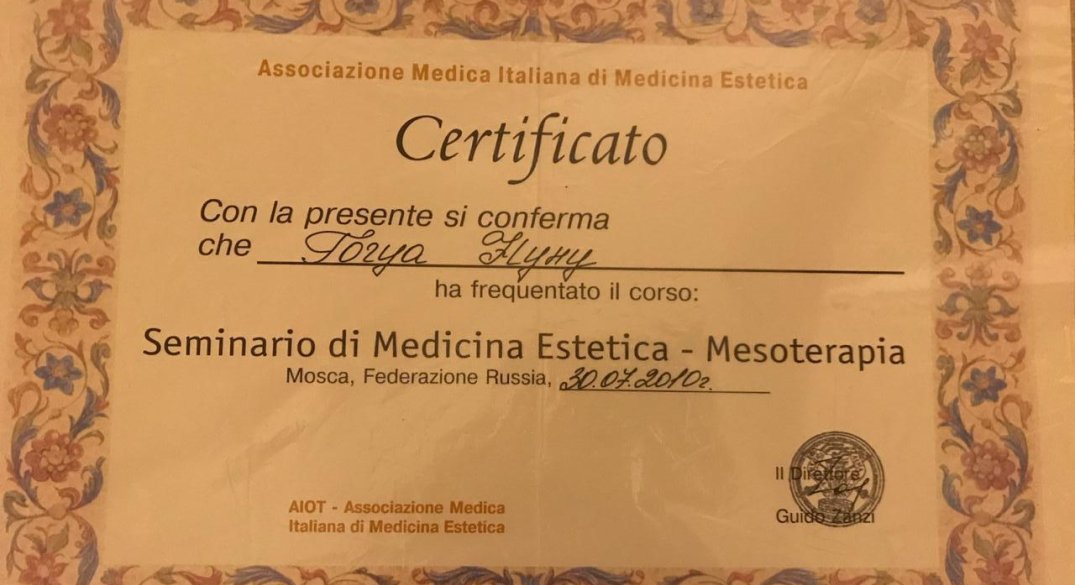 Associazione Medica Italiana di Medicina Estetica
Certificato
Con la presente si conferma
che Гогуа Нуну
ha frequentato il corso:
Seminario di Medicina Estetica - Mesoterapia
Mosca, Federazione Russia, 30.07.2010г.
AIOT - Associazione Medica
Italiana di Medicina Estetica
Il Direttore
Guido Zanzi